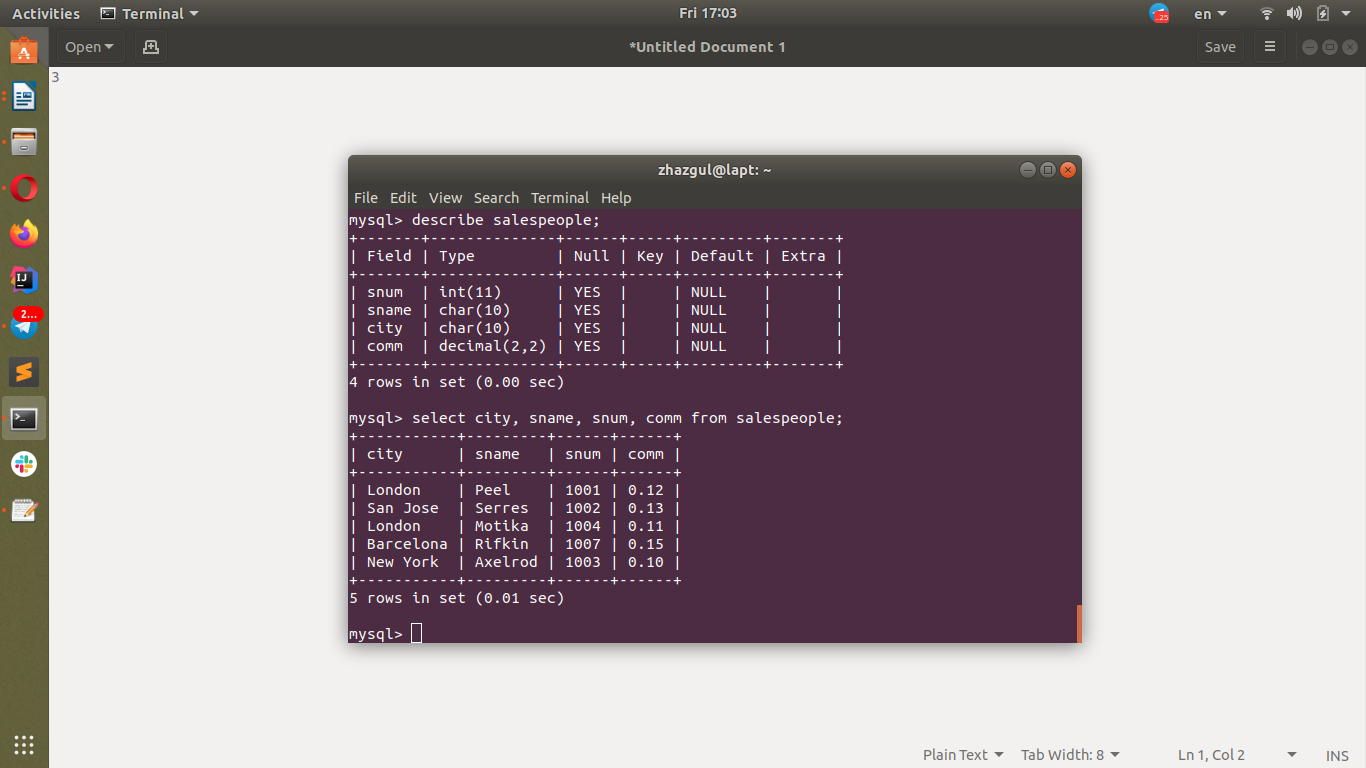 Activities Terminal Fri 17:03 en
Open *Untitled Document 1 Save
3
zhazgul@lapt: ~
File Edit View Search Terminal Help
mysql> describe salespeople;
+-------+--------------+------+-----+---------+-------+
| Field | Type         | Null | Key | Default | Extra |
+-------+--------------+------+-----+---------+-------+
| snum  | int(11)      | YES  |     | NULL    |       |
| sname | char(10)     | YES  |     | NULL    |       |
| city  | char(10)     | YES  |     | NULL    |       |
| comm  | decimal(2,2) | YES  |     | NULL    |       |
+-------+--------------+------+-----+---------+-------+
4 rows in set (0.00 sec)
mysql> select city, sname, snum, comm from salespeople;
+-----------+---------+------+------+
| city      | sname   | snum | comm |
+-----------+---------+------+------+
| London    | Peel    | 1001 | 0.12 |
| San Jose  | Serres  | 1002 | 0.13 |
| London    | Motika  | 1004 | 0.11 |
| Barcelona | Rifkin  | 1007 | 0.15 |
| New York  | Axelrod | 1003 | 0.10 |
+-----------+---------+------+------+
5 rows in set (0.01 sec)
mysql>
2...
Plain Text Tab Width: 8 Ln 1, Col 2 INS